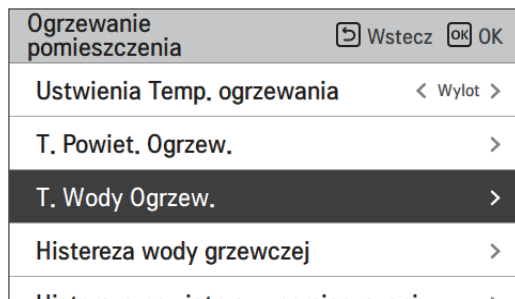 Ogrzewanie
pomieszczenia
Wstecz OK OK
Ustwienia Temp. ogrzewania < Wylot >
T. Powiet. Ogrzew. >
T. Wody Ogrzew. >
Histereza wody grzewczej >